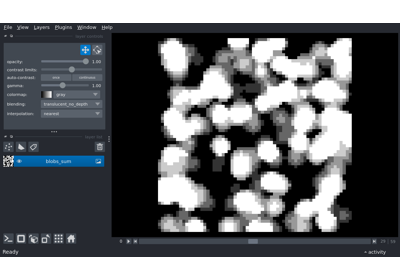 File View Layers Plugins Window Help
opacity: 1.00
contrast limits:
auto-contrast: once continuous
gamma: 1.00
colormap: gray
blending: translucent_no_depth
interpolation: nearest
blobs_sum
Ready
activity